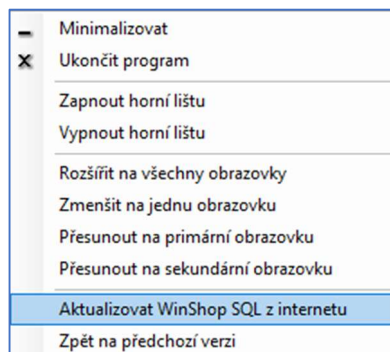 Minimalizovat
Ukončit program
Zapnout horní lištu
Vypnout horní lištu
Rozšířit na všechny obrazovky
Zmenšit na jednu obrazovku
Přesunout na primární obrazovku
Přesunout na sekundární obrazovku
Aktualizovat WinShop SQL z internetu
Zpět na předchozí verzi